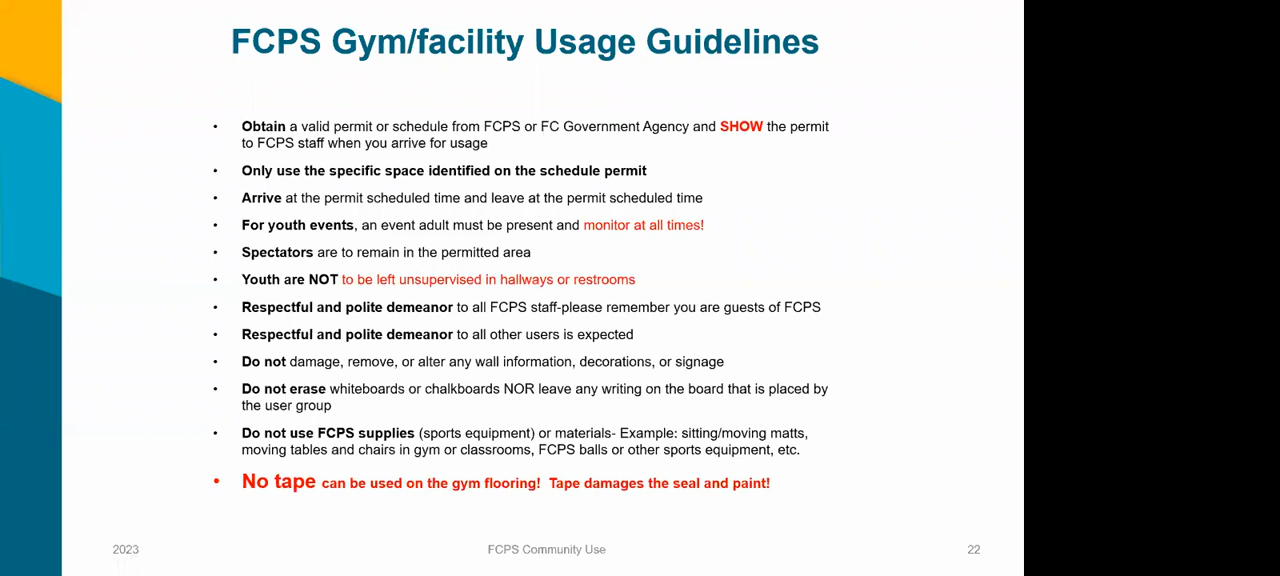 FCPS Gym/facility Usage Guidelines
• Obtain a valid permit or schedule from FCPS or FC Government Agency and SHOW the permit
to FCPS staff when you arrive for usage
• Only use the specific space identified on the schedule permit
• Arrive at the permit scheduled time and leave at the permit scheduled time
• For youth events, an event adult must be present and monitor at all times!
• Spectators are to remain in the permitted area
• Youth are NOT to be left unsupervised in hallways or restrooms
• Respectful and polite demeanor to all FCPS staff-please remember you are guests of FCPS
• Respectful and polite demeanor to all other users is expected
• Do not damage, remove, or alter any wall information, decorations, or signage
• Do not erase whiteboards or chalkboards NOR leave any writing on the board that is placed by
the user group
• Do not use FCPS supplies (sports equipment) or materials- Example: sitting/moving matts,
moving tables and chairs in gym or classrooms, FCPS balls or other sports equipment, etc.
• No tape can be used on the gym flooring! Tape damages the seal and paint!
2023 FCPS Community Use 22